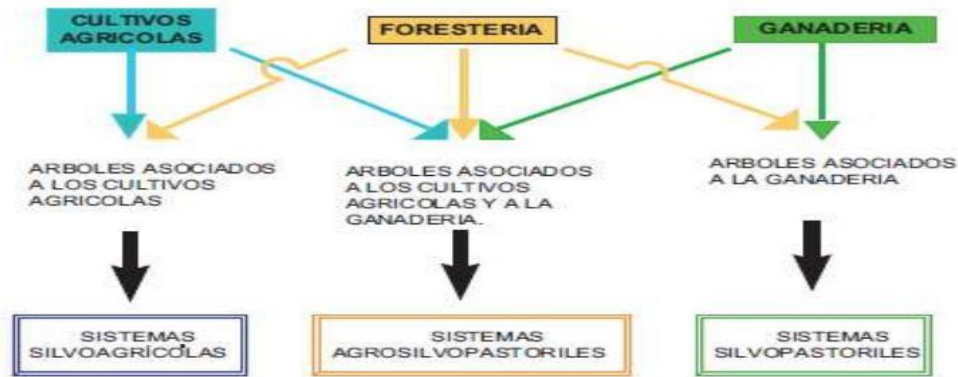 CULTIVOS
AGRICOLAS
FORESTERIA
GANADERIA
ARBOLES ASOCIADOS
A LOS CULTIVOS
AGRICOLAS
ARBOLES ASOCIADOS
A LOS CULTIVOS
AGRICOLAS Y A LA
GANADERIA.
ARBOLES ASOCIADOS
A LA GANADERIA
SISTEMAS
SILVOAGRÍCOLAS
SISTEMAS
AGROSILVOPASTORILES
SISTEMAS
SILVOPASTORILES